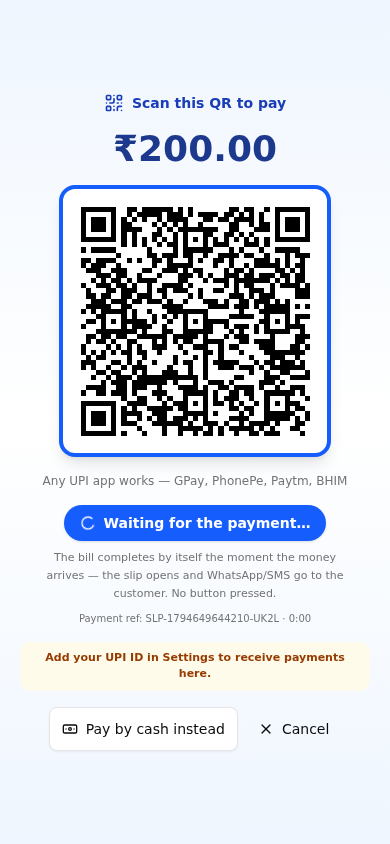 Scan this QR to pay
₹200.00
Any UPI app works — GPay, PhonePe, Paytm, BHIM
Waiting for the payment…
The bill completes by itself the moment the money
arrives — the slip opens and WhatsApp/SMS go to the
customer. No button pressed.
Payment ref: SLP-1794649644210-UK2L · 0:00
Add your UPI ID in Settings to receive payments
here.
Pay by cash instead
Cancel